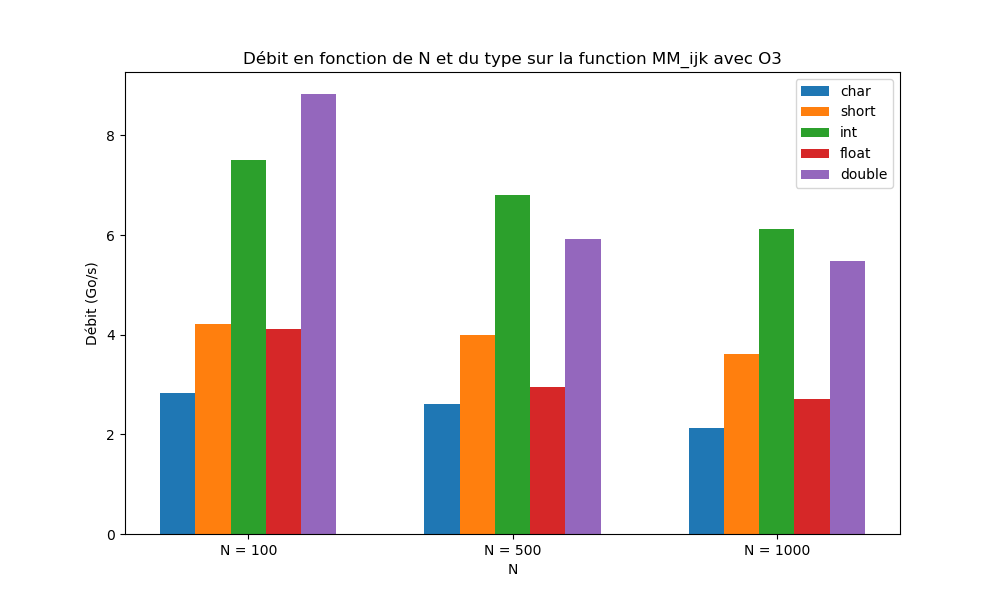 Débit en fonction de N et du type sur la function MM_ijk avec O3
char
short
int
float
double
Débit (Go/s)
8
6
4
2
0
N = 100
N = 500
N = 1000
N